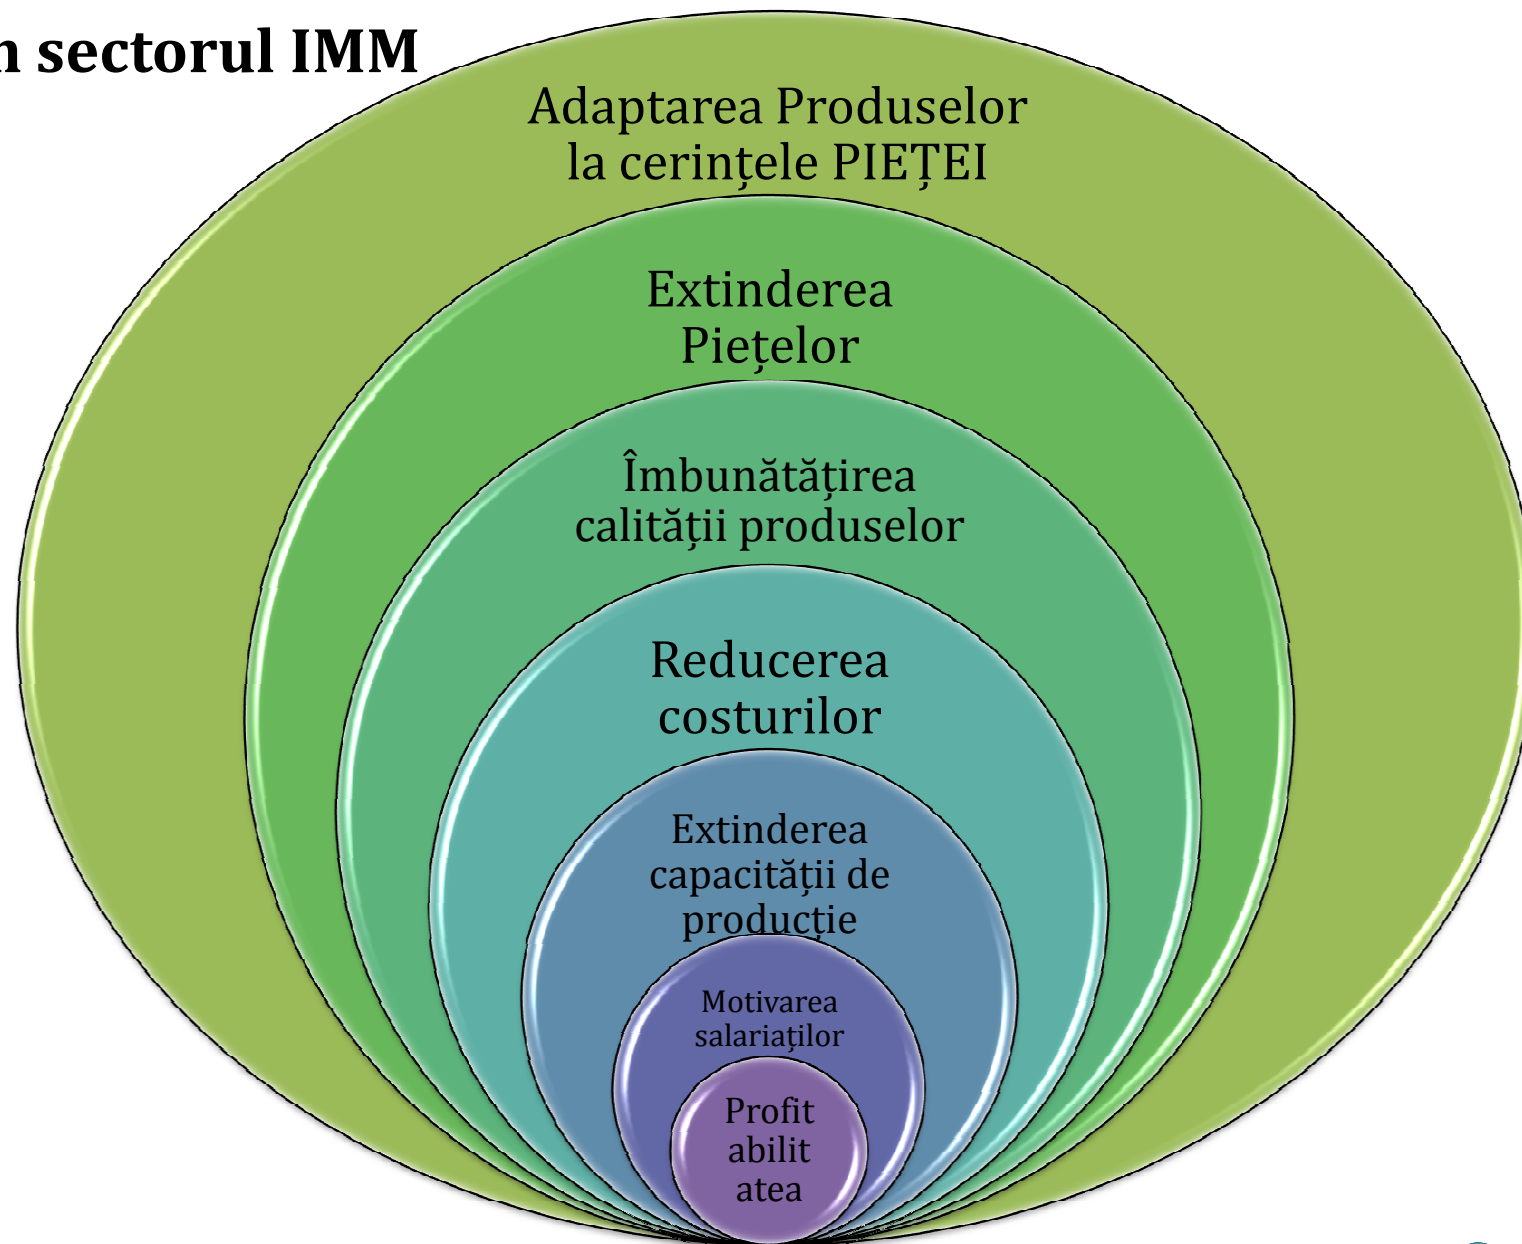 n sectorul IMM
Adaptarea Produselor
la cerințele PIEȚEI
Extinderea
Piețelor
Îmbunătățirea
calității produselor
Reducerea
costurilor
Extinderea
capacității de
producție
Motivarea
salariaților
Profit
abilit
atea